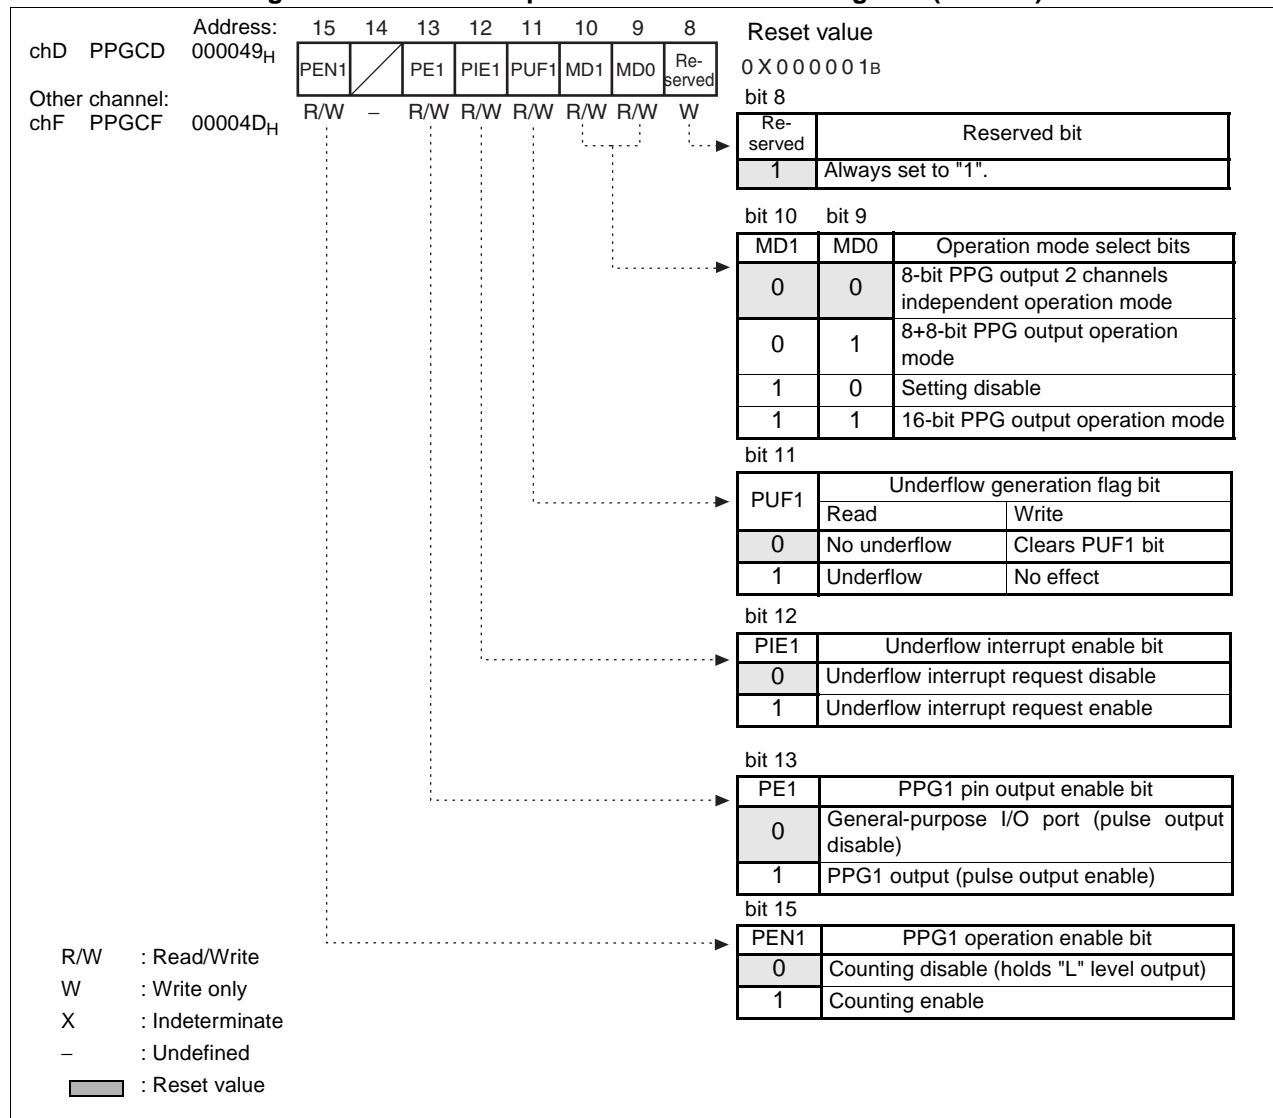 Address: 15 14 13 12 11 10 9 8 Reset value
chD PPGCD 000049H PEN1 PE1 PIE1 PUF1 MD1 MD0 Re-served 0X000001B
Other channel: R/W – R/W R/W R/W R/W R/W W
chF PPGCF 00004DH
bit 8
Re-served Reserved bit
1 Always set to "1".
bit 10 bit 9
MD1 MD0 Operation mode select bits
0 0 8-bit PPG output 2 channels
independent operation mode
0 1 8+8-bit PPG output operation
mode
1 0 Setting disable
1 1 16-bit PPG output operation mode
bit 11
PUF1 Underflow generation flag bit
Read Write
0 No underflow Clears PUF1 bit
1 Underflow No effect
bit 12
PIE1 Underflow interrupt enable bit
0 Underflow interrupt request disable
1 Underflow interrupt request enable
bit 13
PE1 PPG1 pin output enable bit
0 General-purpose I/O port (pulse output
disable)
1 PPG1 output (pulse output enable)
bit 15
PEN1 PPG1 operation enable bit
0 Counting disable (holds "L" level output)
1 Counting enable
R/W : Read/Write
W : Write only
X : Indeterminate
– : Undefined
: Reset value